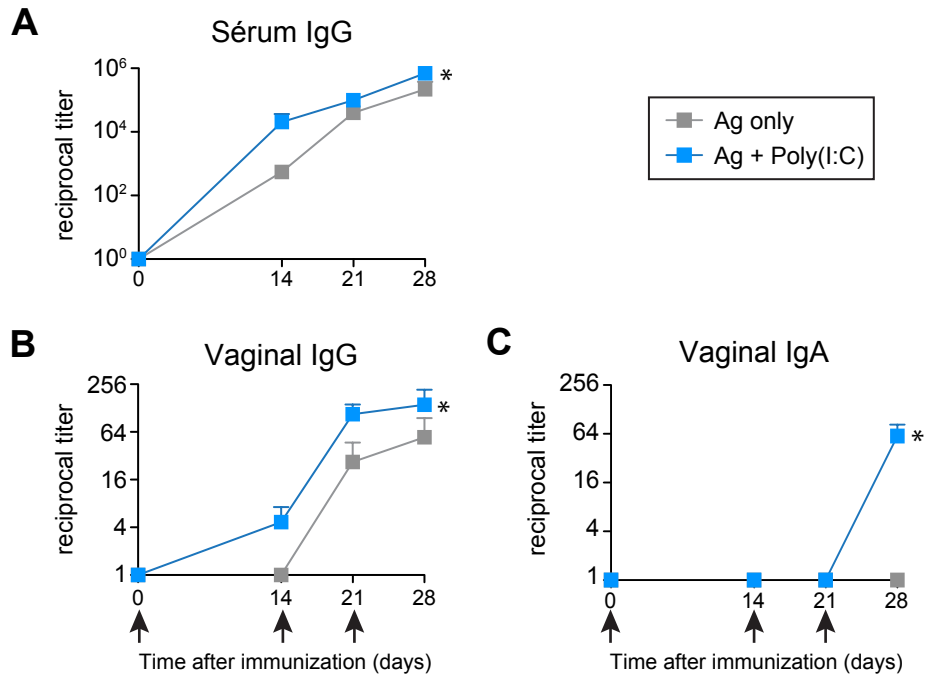 A
Sérum IgG
reciprocal titer
10⁶
10⁴
10²
10⁰
0
14
21
28
*
Ag only
Ag + Poly(I:C)
B
Vaginal IgG
reciprocal titer
256
64
16
4
1
0
14
21
28
*
Time after immunization (days)
C
Vaginal IgA
reciprocal titer
256
64
16
4
1
0
14
21
28
*
Time after immunization (days)